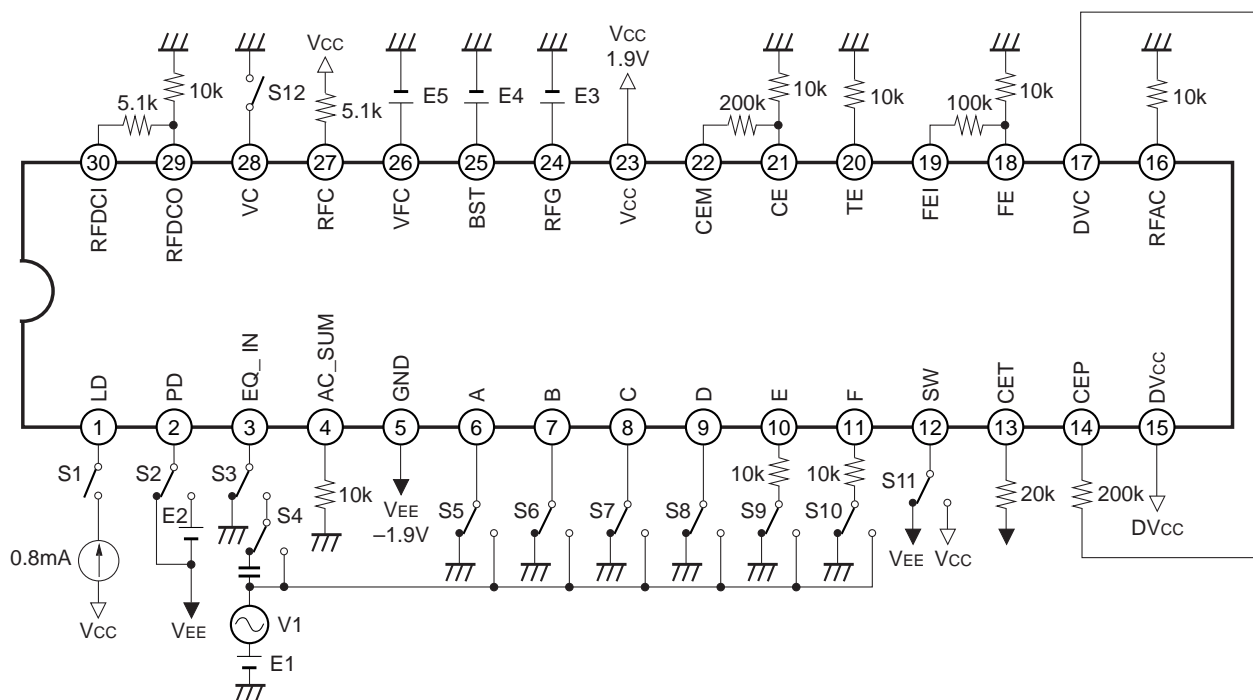 VCC
VCC
1.9V
10k
S12
5.1k
5.1k
E5
E4
E3
200k
10k
10k
100k
10k
10k
30
29
28
27
26
25
24
23
22
21
20
19
18
17
16
RFDCI
RFDCO
VC
RFC
VFC
BST
RFG
VCC
CEM
CE
TE
FEI
FE
DVC
RFAC
LD
PD
EQ_IN
AC_SUM
GND
A
B
C
D
E
F
SW
CET
CEP
DVCC
1
2
3
4
5
6
7
8
9
10
11
12
13
14
15
S1
S2
S3
S4
E2
10k
VEE
–1.9V
S5
S6
S7
S8
10k
S9
10k
S10
S11
VEE
VCC
20k
200k
DVCC
0.8mA
VCC
VEE
V1
E1